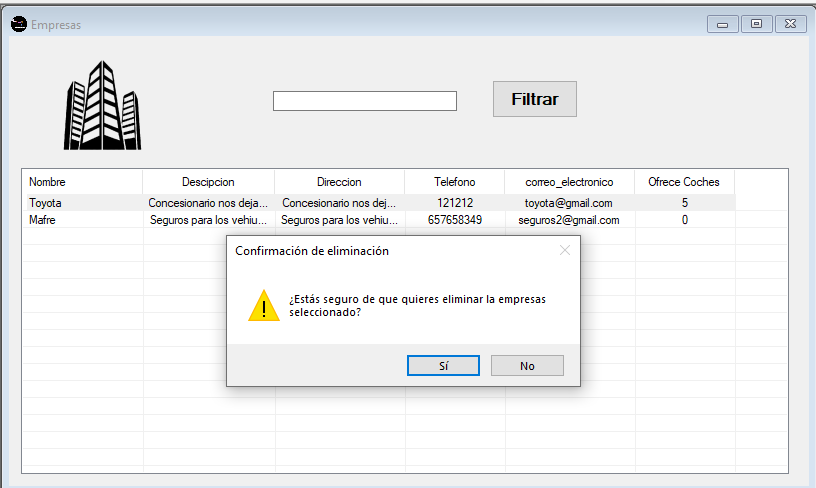 Empresas
Filtrar
Nombre Descipcion Direccion Telefono correo_electronico Ofrece Coches
Toyota Concesionario nos deja... Concesionario nos dej... 121212 toyota@gmail.com 5
Mafre Seguros para los vehiu... Seguros para los vehiu... 657658349 seguros2@gmail.com 0
Confirmación de eliminación
¿Estás seguro de que quieres eliminar la empresas
seleccionado?
Sí No